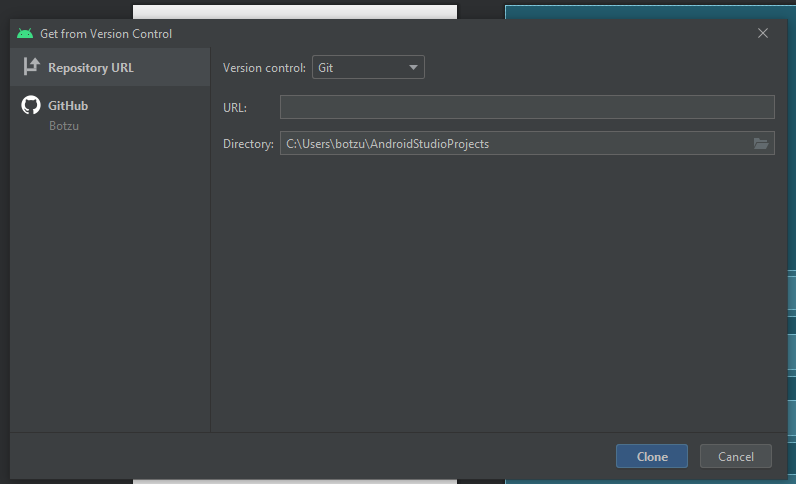 Get from Version Control
Repository URL
GitHub
Botzu
Version control: Git
URL:
Directory: C:\Users\botzu\AndroidStudioProjects
Clone Cancel